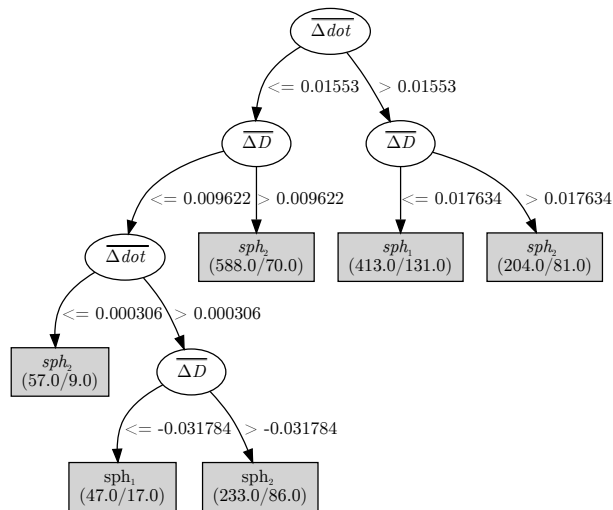 Δdot
<= 0.01553 > 0.01553
ΔD ΔD
<= 0.009622 > 0.009622 <= 0.017634 > 0.017634
Δdot
sph₂ sph₁ sph₂
(588.0/70.0) (413.0/131.0) (204.0/81.0)
<= 0.000306 > 0.000306
sph₂
(57.0/9.0)
ΔD
<= -0.031784 > -0.031784
sph₁ sph₂
(47.0/17.0) (233.0/86.0)